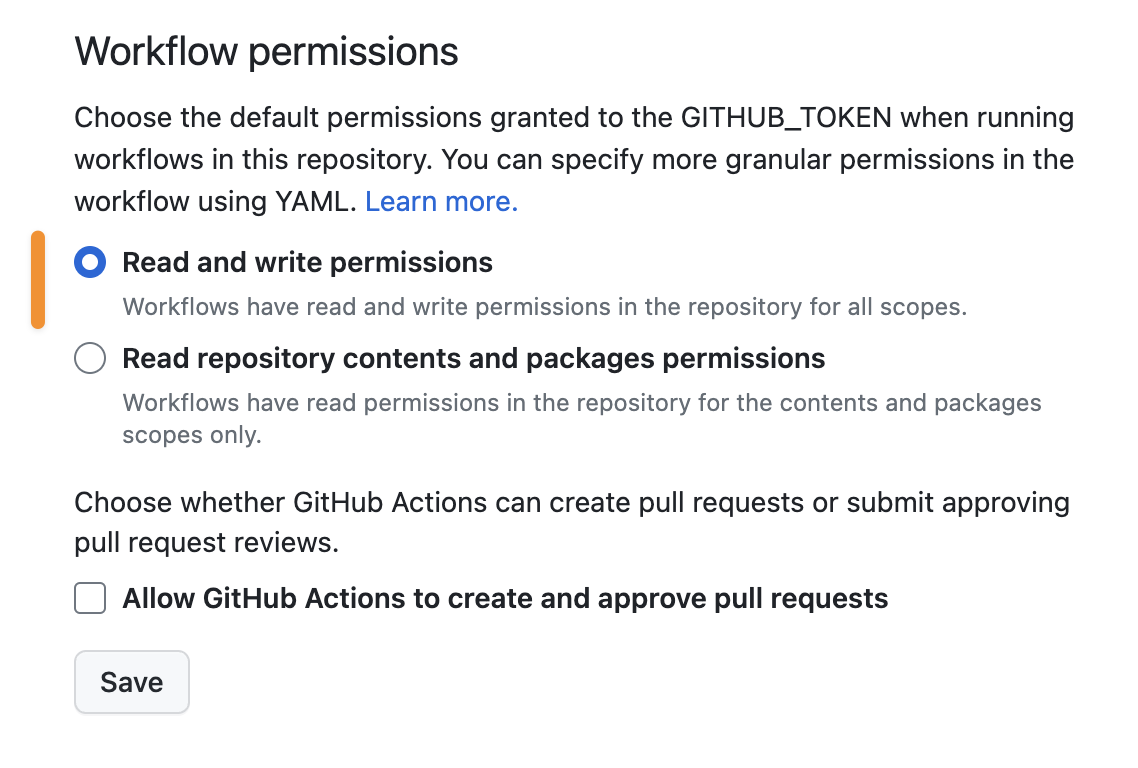 Workflow permissions
Choose the default permissions granted to the GITHUB_TOKEN when running
workflows in this repository. You can specify more granular permissions in the
workflow using YAML. Learn more.
Read and write permissions
Workflows have read and write permissions in the repository for all scopes.
Read repository contents and packages permissions
Workflows have read permissions in the repository for the contents and packages
scopes only.
Choose whether GitHub Actions can create pull requests or submit approving
pull request reviews.
Allow GitHub Actions to create and approve pull requests
Save